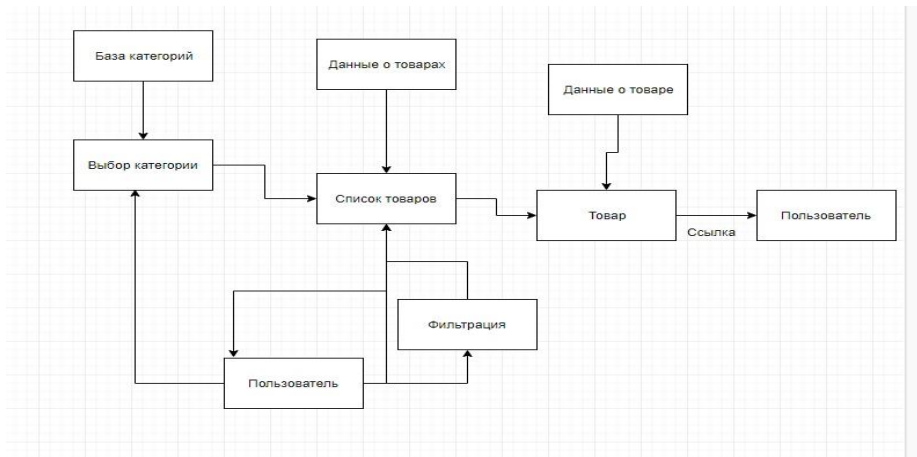 База категорий
Данные о товарах
Данные о товаре
Выбор категории
Список товаров
Товар
Ссылка
Пользователь
Фильтрация
Пользователь